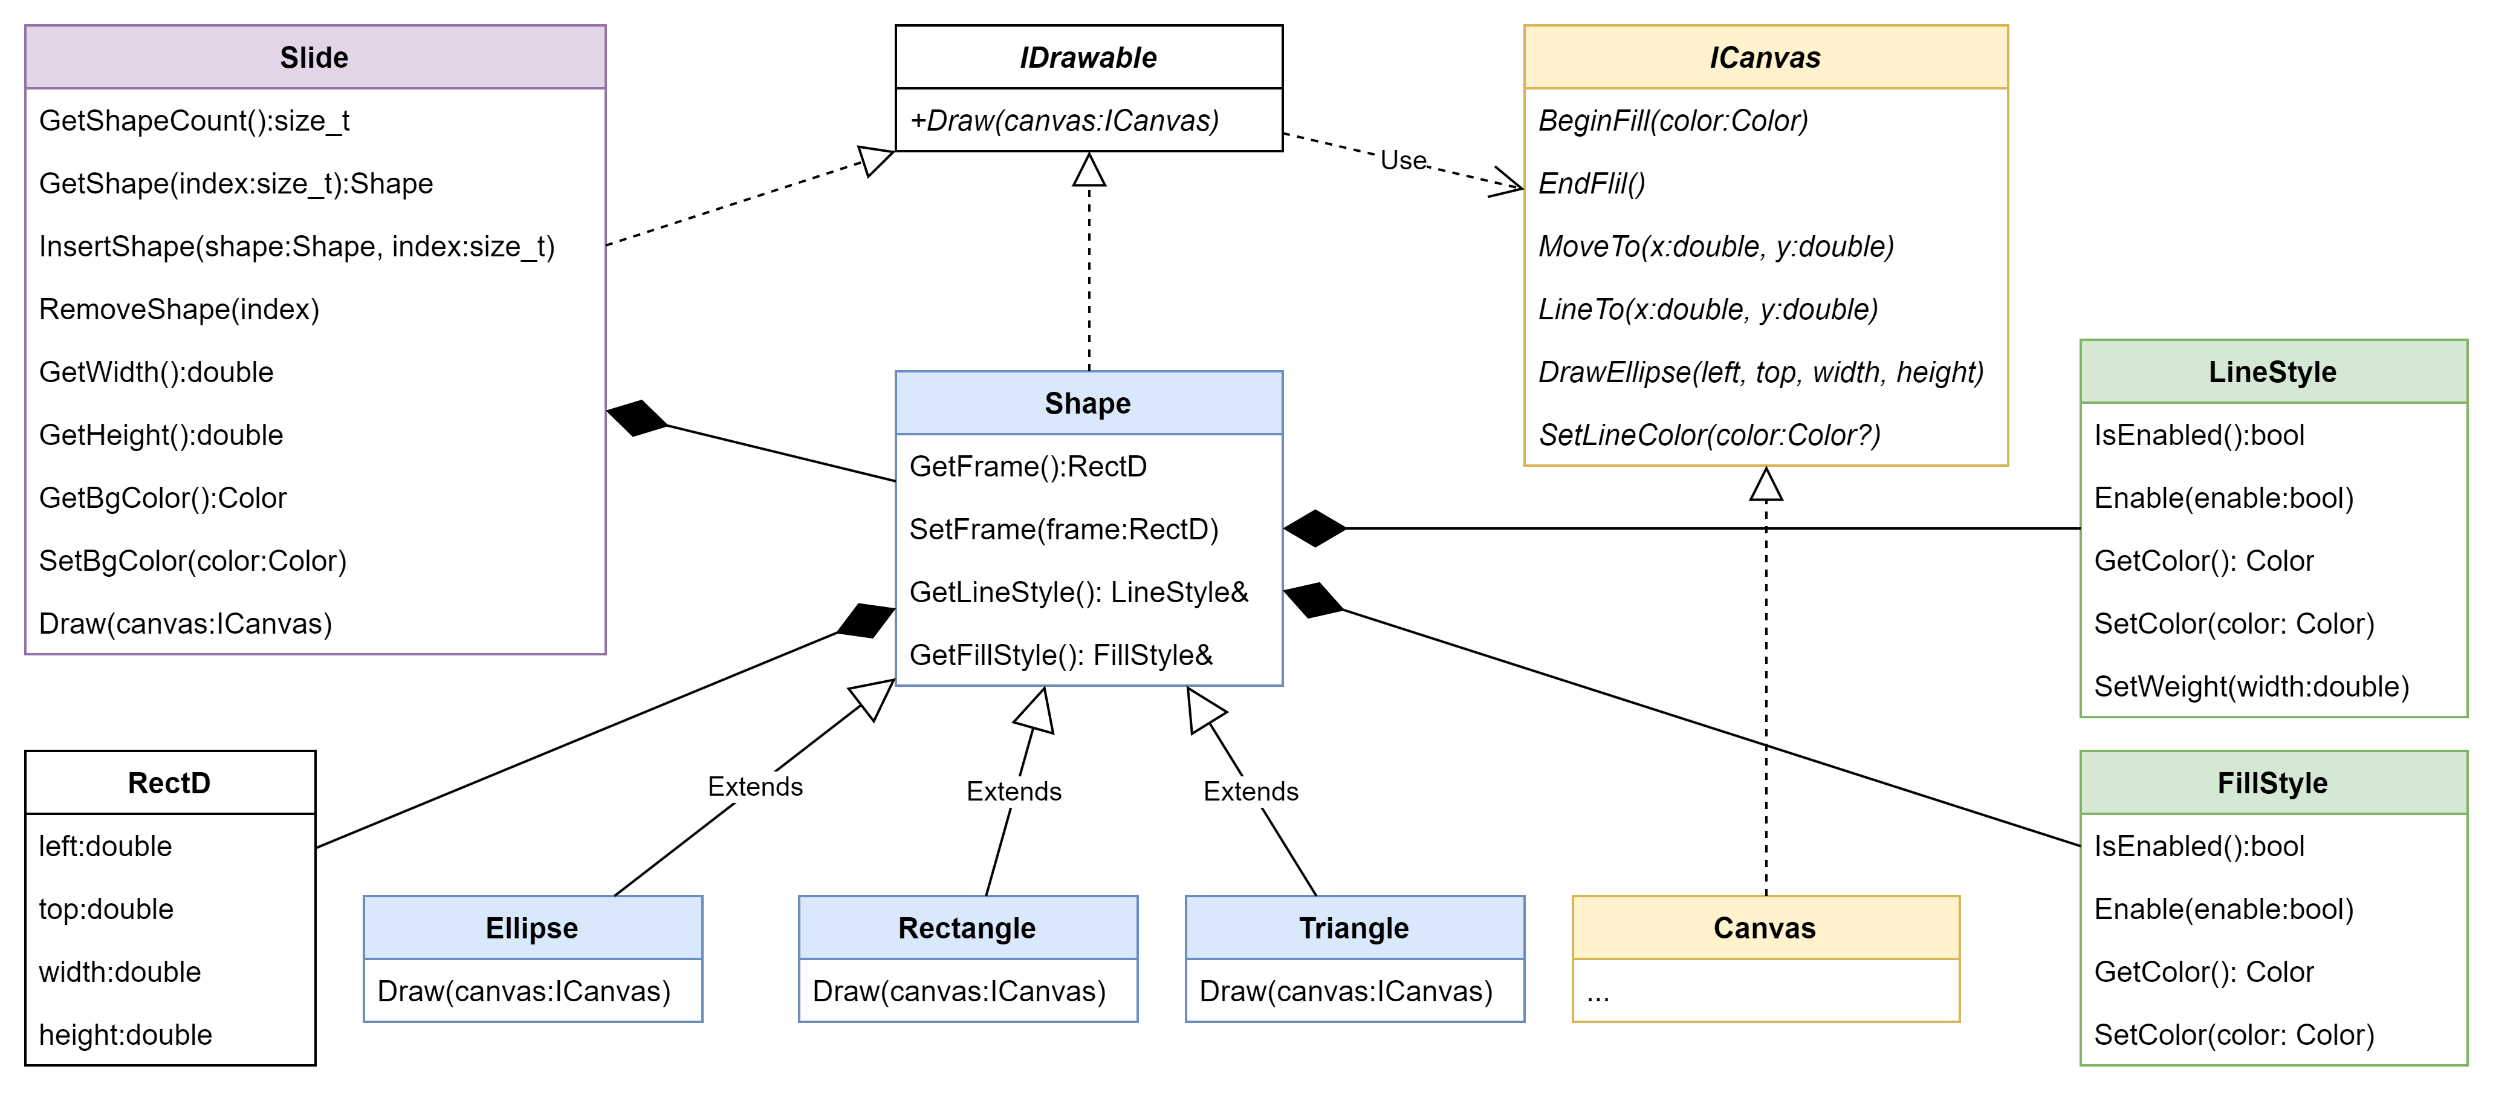 Slide
GetShapeCount():size_t
GetShape(index:size_t):Shape
InsertShape(shape:Shape, index:size_t)
RemoveShape(index)
GetWidth():double
GetHeight():double
GetBgColor():Color
SetBgColor(color:Color)
Draw(canvas:ICanvas)
IDrawable
+Draw(canvas:ICanvas)
Use
ICanvas
BeginFill(color:Color)
EndFlil()
MoveTo(x:double, y:double)
LineTo(x:double, y:double)
DrawEllipse(left, top, width, height)
SetLineColor(color:Color?)
Shape
GetFrame():RectD
SetFrame(frame:RectD)
GetLineStyle(): LineStyle&
GetFillStyle(): FillStyle&
LineStyle
IsEnabled():bool
Enable(enable:bool)
GetColor(): Color
SetColor(color: Color)
SetWeight(width:double)
RectD
left:double
top:double
width:double
height:double
Extends
Extends
Extends
Ellipse
Draw(canvas:ICanvas)
Rectangle
Draw(canvas:ICanvas)
Triangle
Draw(canvas:ICanvas)
Canvas
...
FillStyle
IsEnabled():bool
Enable(enable:bool)
GetColor(): Color
SetColor(color: Color)